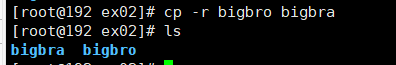 [root@192 ex02]# cp -r bigbro bigbra
[root@192 ex02]# ls
bigbra  bigbro